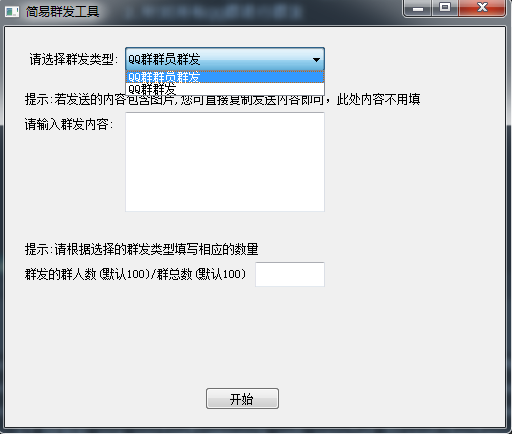 简易群发工具
请选择群发类型:
QQ群群员群发
QQ群群员群发
QQ群群发
提示:若发送的内容包含图片,您可直接复制发送内容即可，此处内容不用填
请输入群发内容:
提示:请根据选择的群发类型填写相应的数量
群发的群人数(默认100)/群总数(默认100)
开始